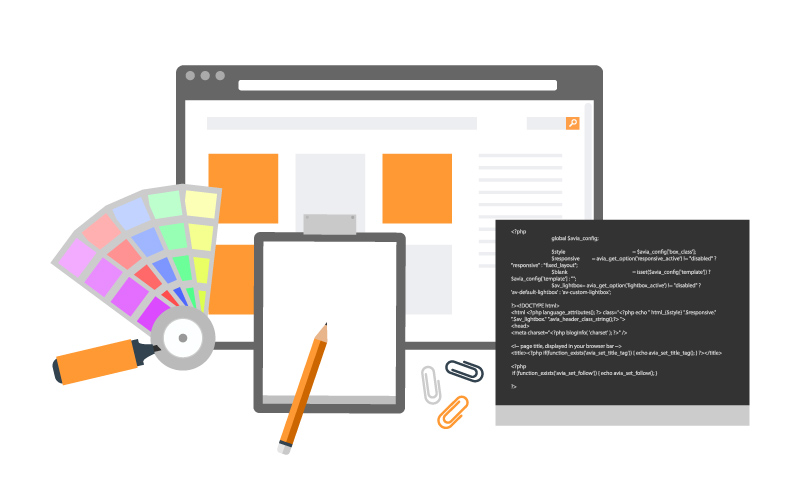 <?php
global $avia_config;
$style = $avia_config['box_class'];
$responsive = avia_get_option('responsive_active') != "disabled" ?
"responsive" : "fixed_layout";
$blank = isset($avia_config['template']) ?
$avia_config['template'] : "";
$av_lightbox= avia_get_option('lightbox_active') != "disabled" ?
'av-default-lightbox' : 'av-custom-lightbox';
?><!DOCTYPE html>
<html <?php language_attributes(); ?> class="<?php echo " html_{$style} ".$responsive."
".$av_lightbox." ".avia_header_class_string();?> ">
<head>
<meta charset="<?php bloginfo( 'charset' ); ?>" />
<!-- page title, displayed in your browser bar -->
<title><?php if(function_exists('avia_set_title_tag')) { echo avia_set_title_tag(); } ?></title>
<?php
if (function_exists('avia_set_follow')) { echo avia_set_follow(); }
?>